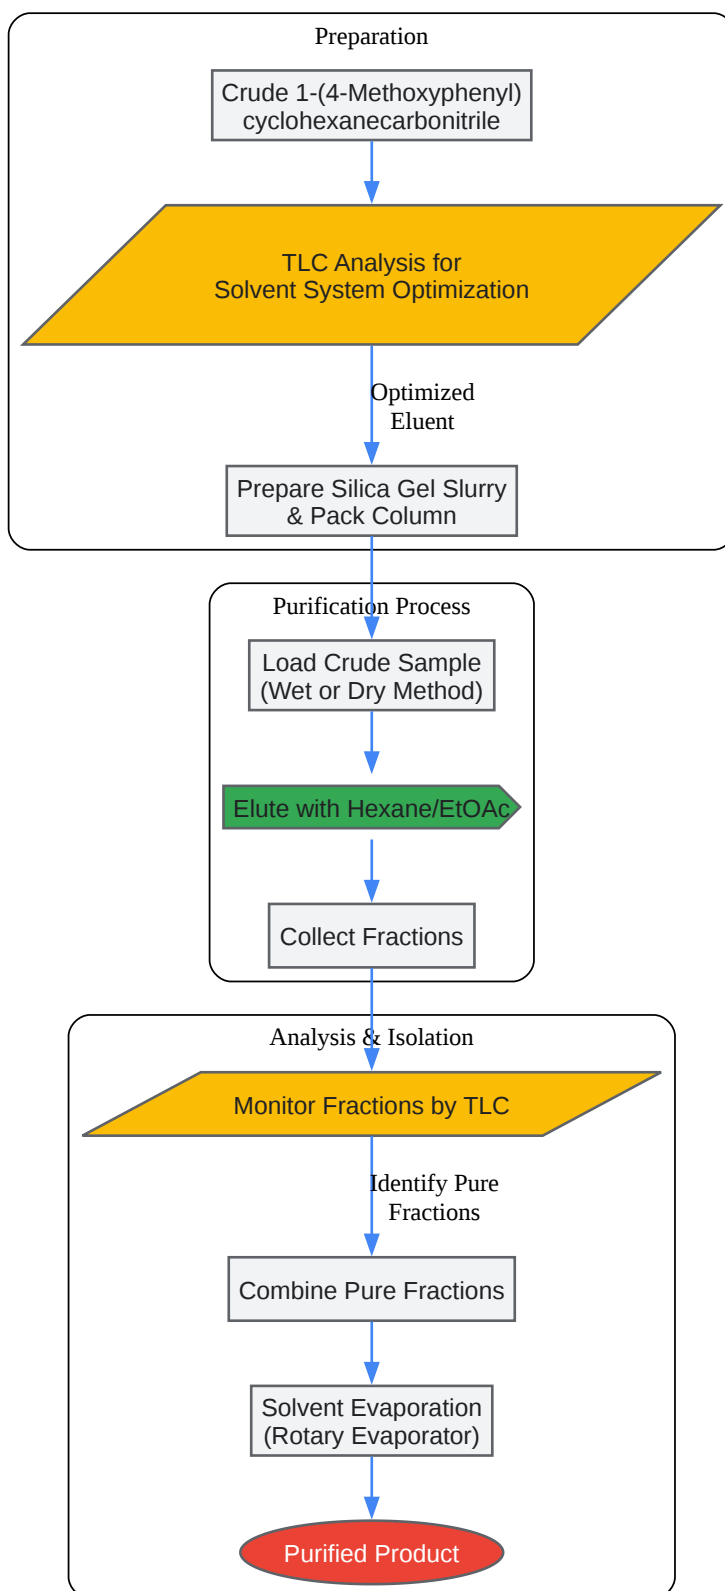 Preparation
Crude 1-(4-Methoxyphenyl)
cyclohexanecarbonitrile
TLC Analysis for
Solvent System Optimization
Optimized
Eluent
Prepare Silica Gel Slurry
& Pack Column
Purification Process
Load Crude Sample
(Wet or Dry Method)
Elute with Hexane/EtOAc
Collect Fractions
Analysis & Isolation
Monitor Fractions by TLC
Identify Pure
Fractions
Combine Pure Fractions
Solvent Evaporation
(Rotary Evaporator)
Purified Product